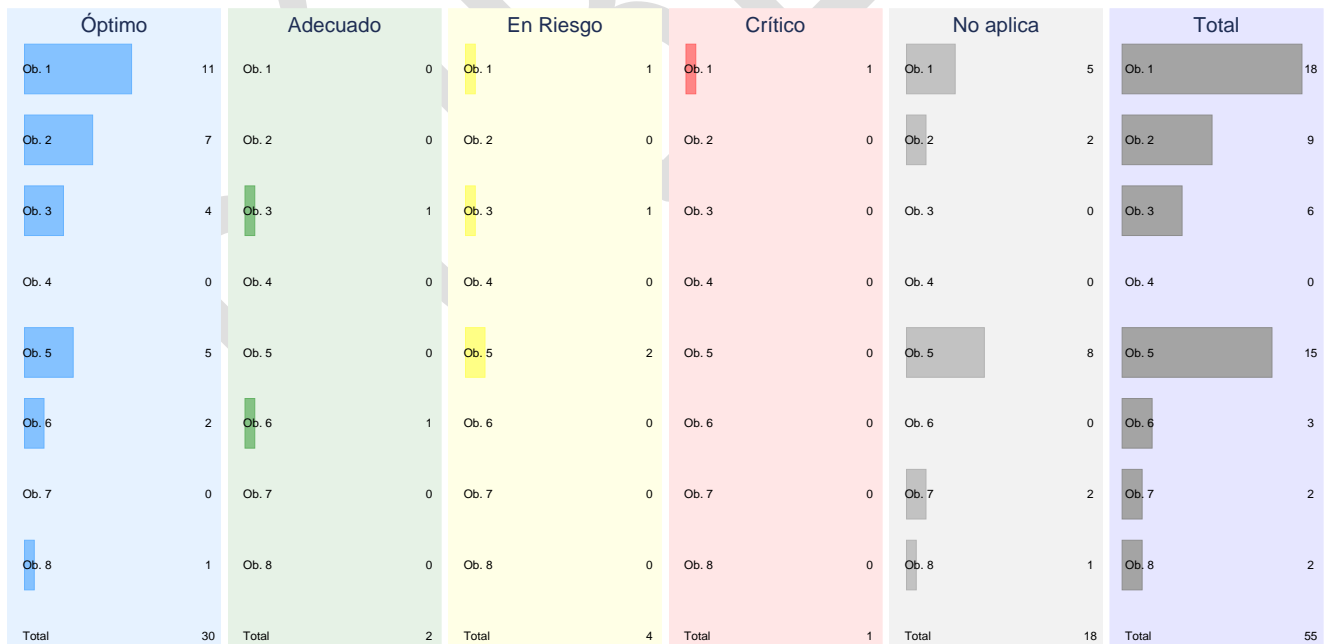 Óptimo Adecuado En Riesgo Crítico No aplica Total
Ob. 1 11 Ob. 1 0 Ob. 1 1 Ob. 1 1 Ob. 1 5 Ob. 1 18
Ob. 2 7 Ob. 2 0 Ob. 2 0 Ob. 2 0 Ob. 2 2 Ob. 2 9
Ob. 3 4 Ob. 3 1 Ob. 3 1 Ob. 3 0 Ob. 3 0 Ob. 3 6
Ob. 4 0 Ob. 4 0 Ob. 4 0 Ob. 4 0 Ob. 4 0 Ob. 4 0
Ob. 5 5 Ob. 5 0 Ob. 5 2 Ob. 5 0 Ob. 5 8 Ob. 5 15
Ob. 6 2 Ob. 6 1 Ob. 6 0 Ob. 6 0 Ob. 6 0 Ob. 6 3
Ob. 7 0 Ob. 7 0 Ob. 7 0 Ob. 7 0 Ob. 7 2 Ob. 7 2
Ob. 8 1 Ob. 8 0 Ob. 8 0 Ob. 8 0 Ob. 8 1 Ob. 8 2
Total 30 Total 2 Total 4 Total 1 Total 18 Total 55